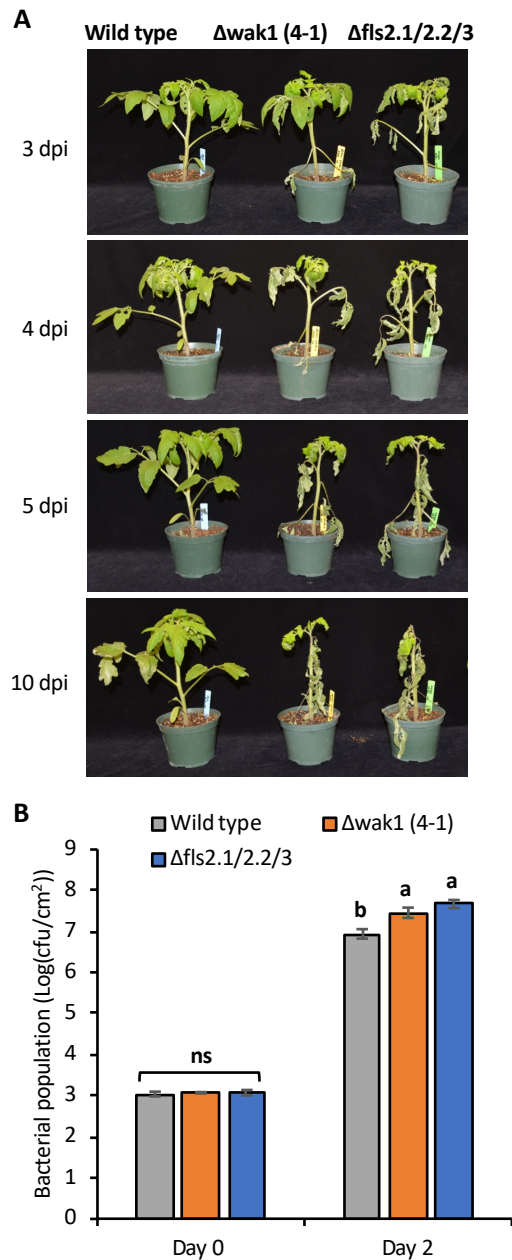 A
Wild type Δwak1 (4-1) Δfls2.1/2.2/3
3 dpi
4 dpi
5 dpi
10 dpi
B
Wild type Δwak1 (4-1)
Δfls2.1/2.2/3
Bacterial population (Log(cfu/cm²))
9
8
7
6
5
4
3
2
1
0
ns
b a a
Day 0 Day 2